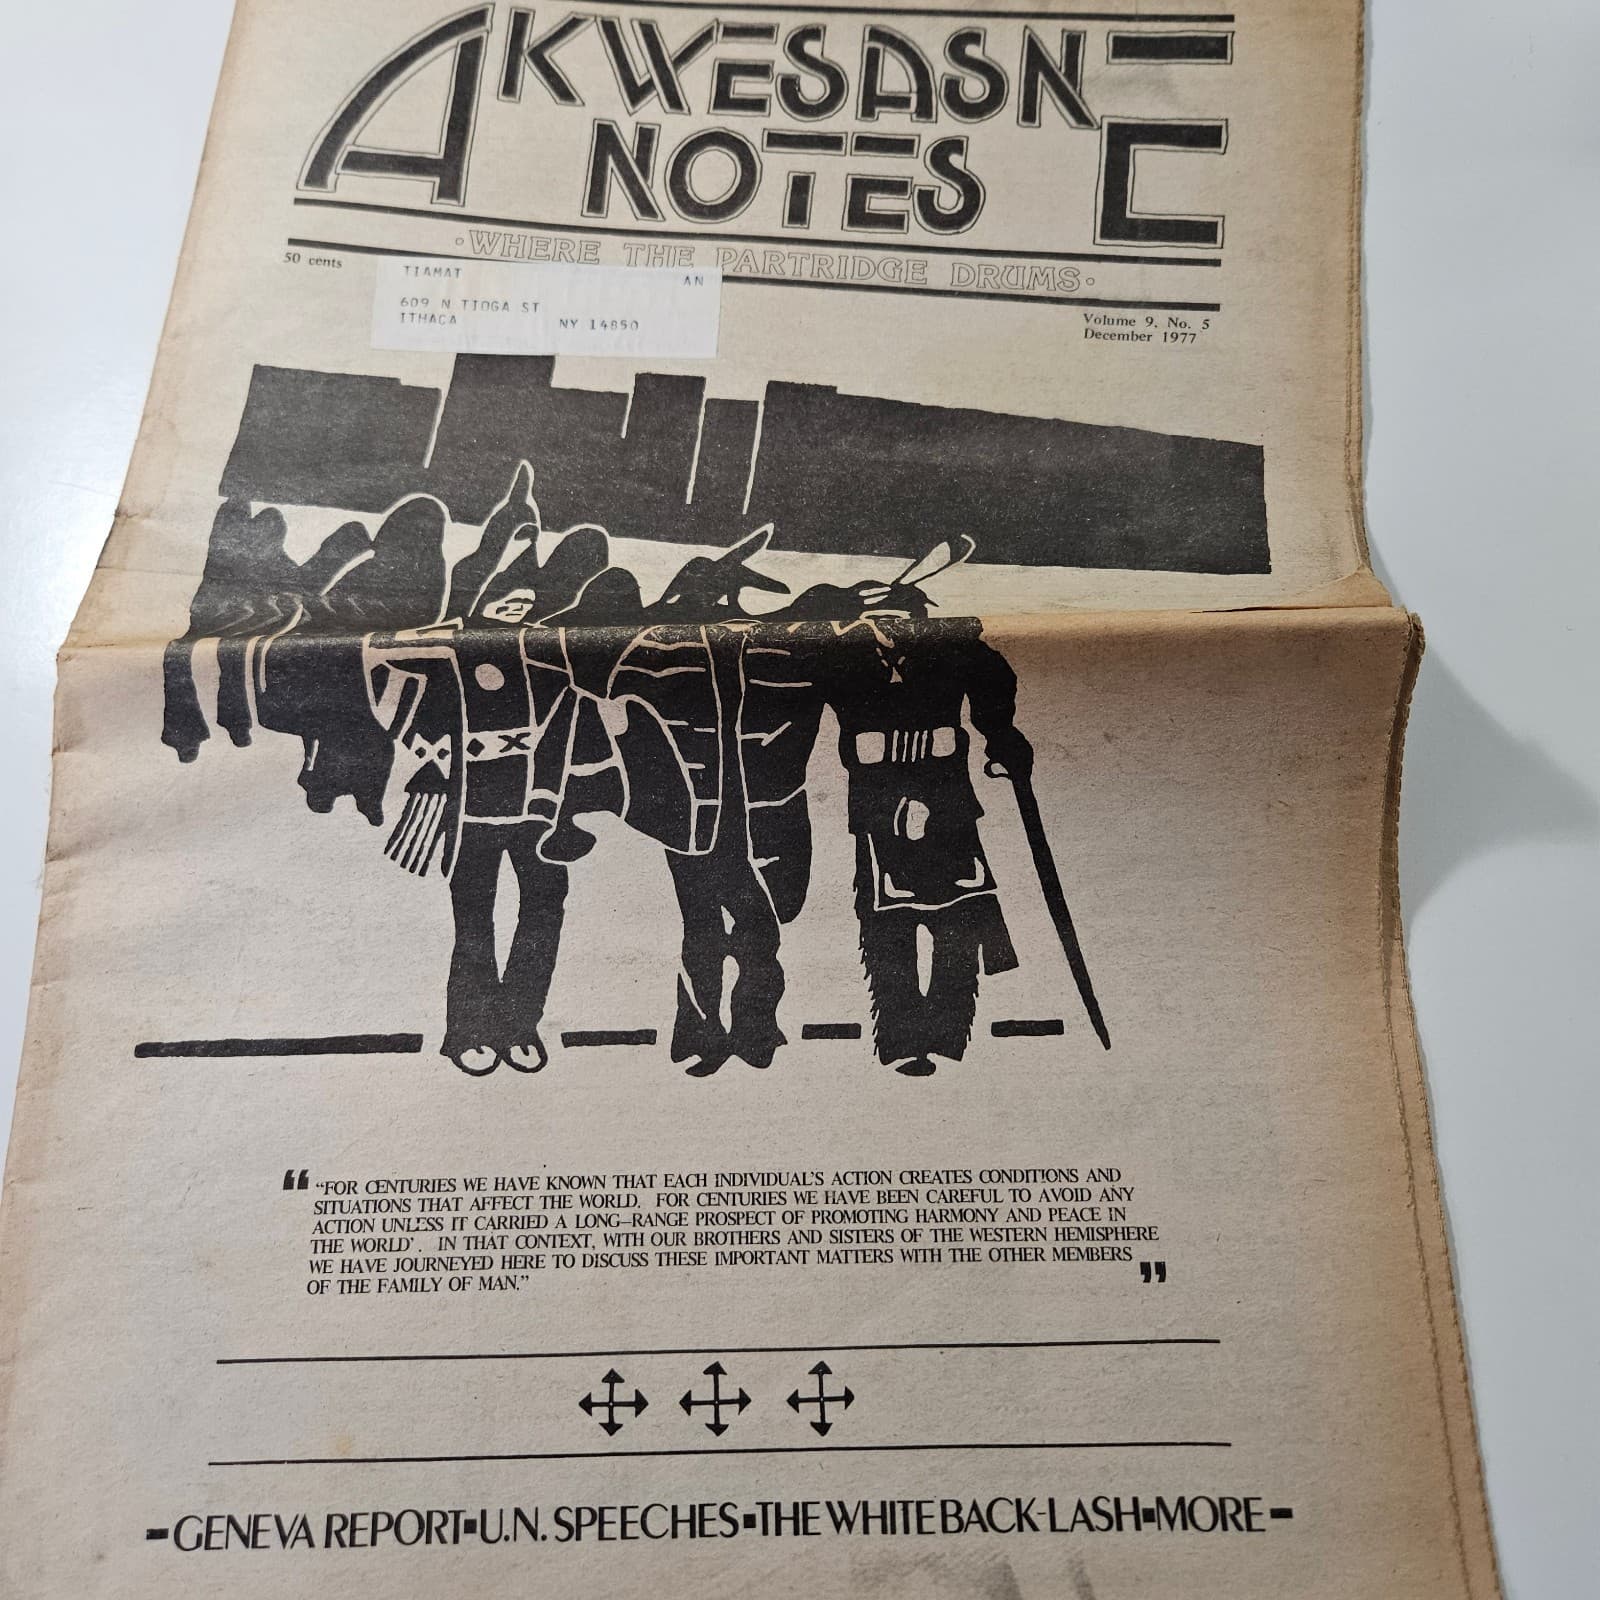 AKWESASNE
NOTES
·WHERE THE PARTRIDGE DRUMS·
50 cents
TIAMAT AN
609 N TIOGA ST
ITHACA NY 14850
Volume 9, No. 5
December 1977
“ “FOR CENTURIES WE HAVE KNOWN THAT EACH INDIVIDUAL’S ACTION CREATES CONDITIONS AND
SITUATIONS THAT AFFECT THE WORLD. FOR CENTURIES WE HAVE BEEN CAREFUL TO AVOID ANY
ACTION UNLESS IT CARRIED A LONG–RANGE PROSPECT OF PROMOTING HARMONY AND PEACE IN
THE WORLD’. IN THAT CONTEXT, WITH OUR BROTHERS AND SISTERS OF THE WESTERN HEMISPHERE
WE HAVE JOURNEYED HERE TO DISCUSS THESE IMPORTANT MATTERS WITH THE OTHER MEMBERS
OF THE FAMILY OF MAN.” ”
-GENEVA REPORT▪U.N. SPEECHES▪THE WHITE BACK-LASH▪MORE-